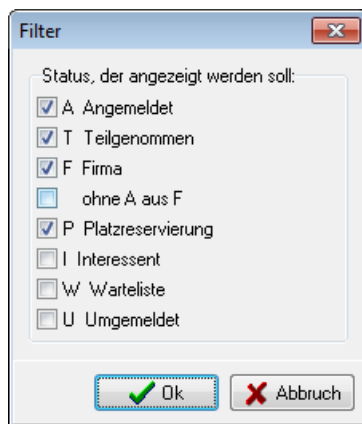 Filter
Status, der angezeigt werden soll:
A Angemeldet
T Teilgenommen
F Firma
ohne A aus F
P Platzreservierung
I Interessent
W Warteliste
U Umgemeldet
Ok Abbruch